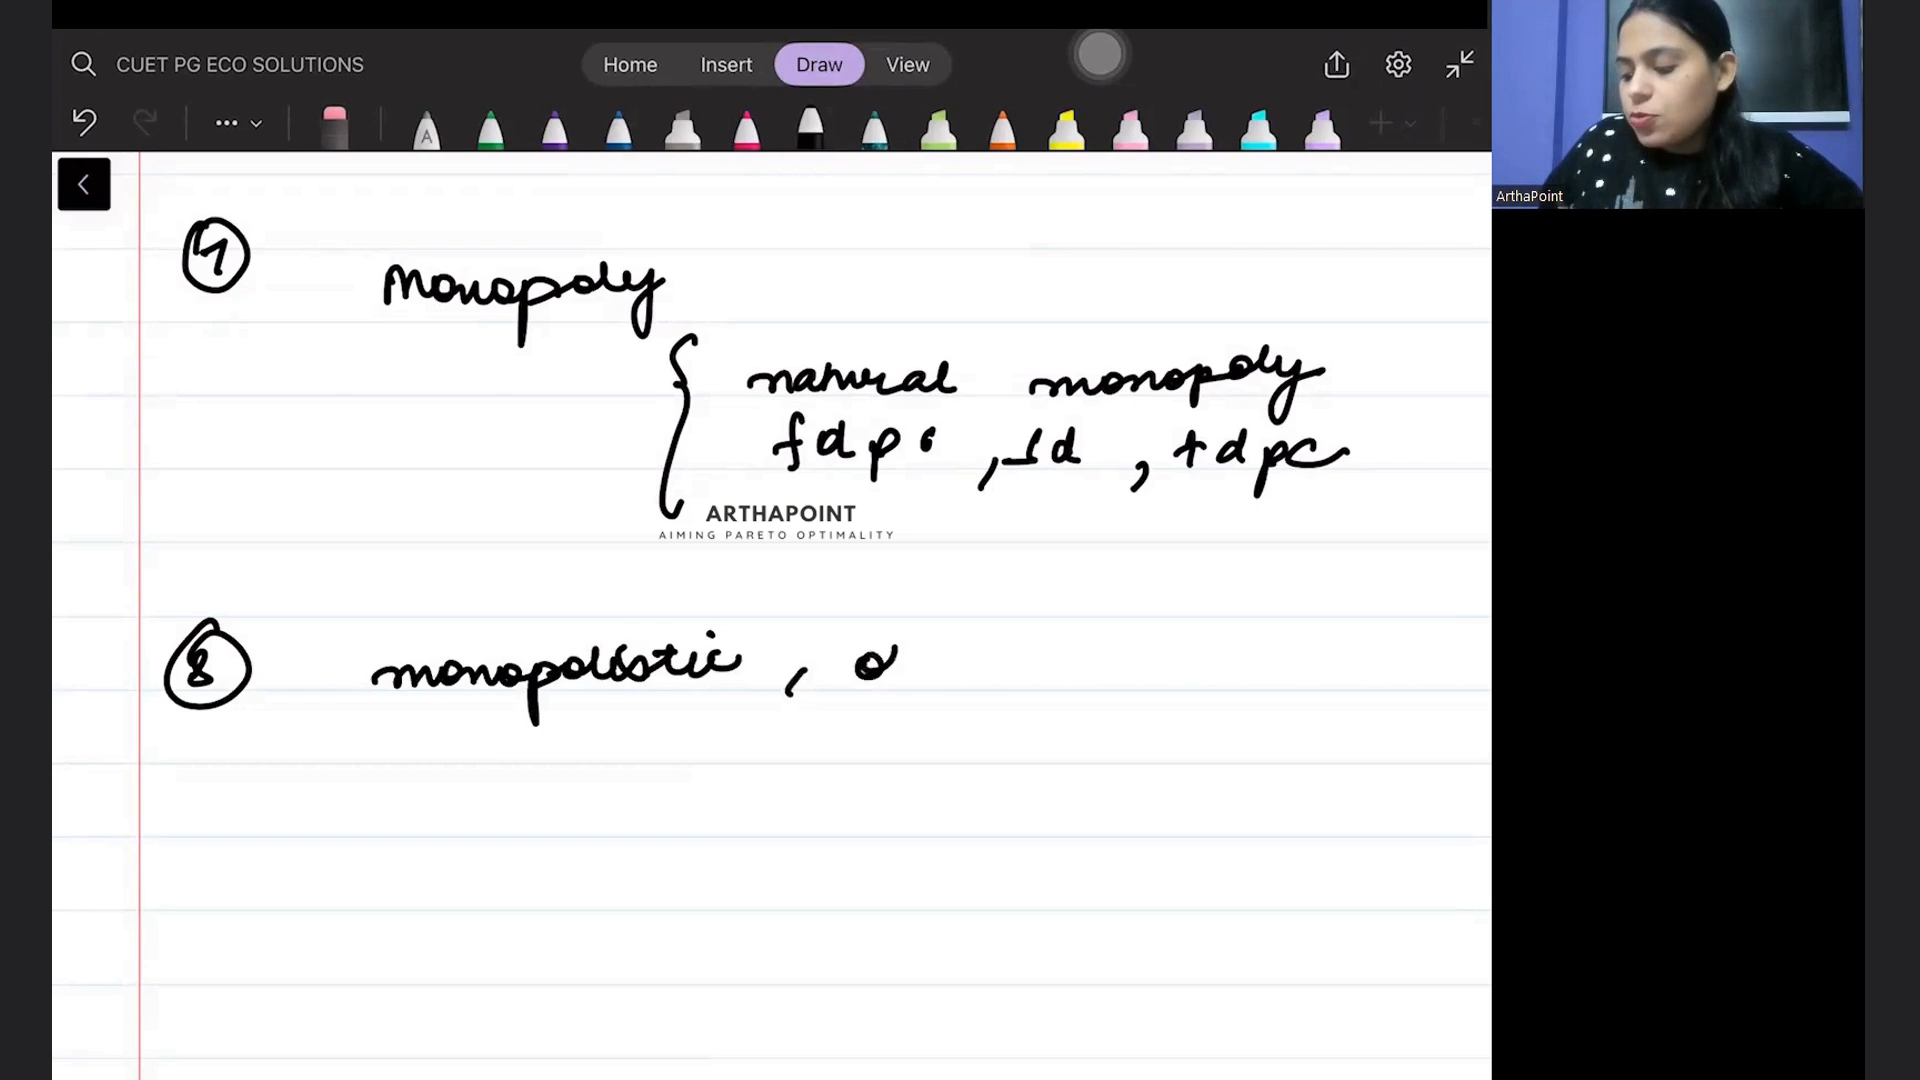 CUET PG ECO SOLUTIONS
Home Insert Draw View
A
ArthaPoint
7
Monopoly
natural monopoly
fdpc, sd, tdpc
ARTHAPOINT
AIMING PARETO OPTIMALITY
8 monopolistic, o